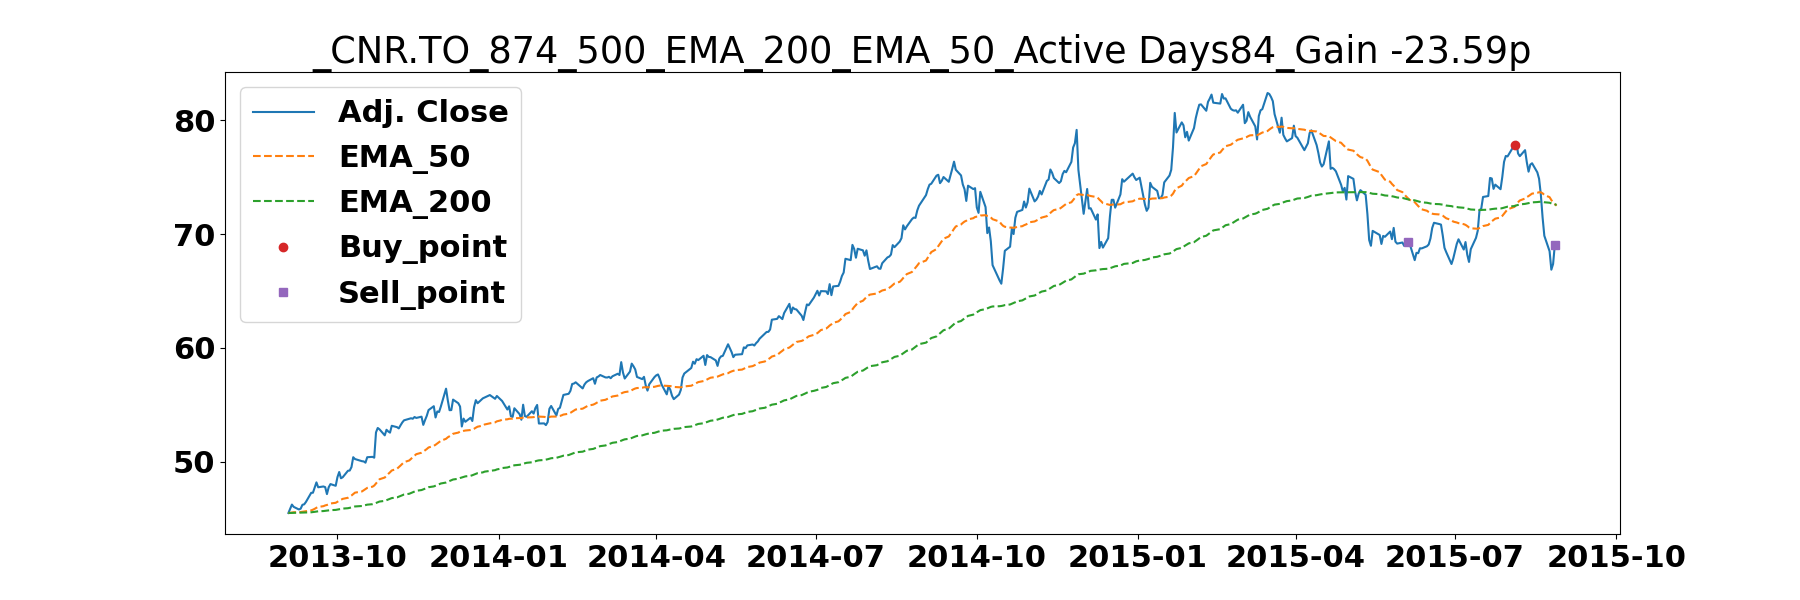 _CNR.TO_874_500_EMA_200_EMA_50_Active Days84_Gain -23.59p
Adj. Close
EMA_50
EMA_200
Buy_point
Sell_point
80
70
60
50
2013-10 2014-01 2014-04 2014-07 2014-10 2015-01 2015-04 2015-07 2015-10